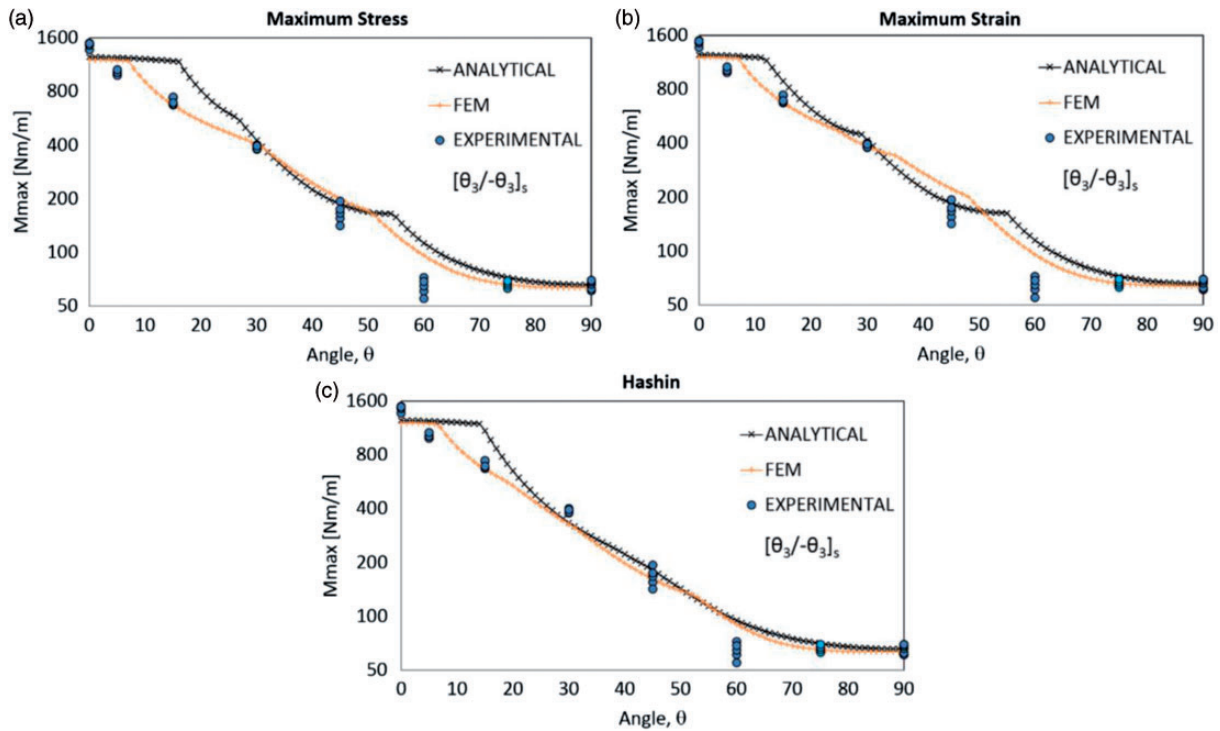 (a)
Maximum Stress
1600
800
400
200
100
50
Mmax [Nm/m]
ANALYTICAL
FEM
EXPERIMENTAL
[θ₃/-θ₃]ₛ
0 10 20 30 40 50 60 70 80 90
Angle, θ
(b)
Maximum Strain
1600
800
400
200
100
50
Mmax [Nm/m]
ANALYTICAL
FEM
EXPERIMENTAL
[θ₃/-θ₃]ₛ
0 10 20 30 40 50 60 70 80 90
Angle, θ
(c)
Hashin
1600
800
400
200
100
50
Mmax [Nm/m]
ANALYTICAL
FEM
EXPERIMENTAL
[θ₃/-θ₃]ₛ
0 10 20 30 40 50 60 70 80 90
Angle, θ